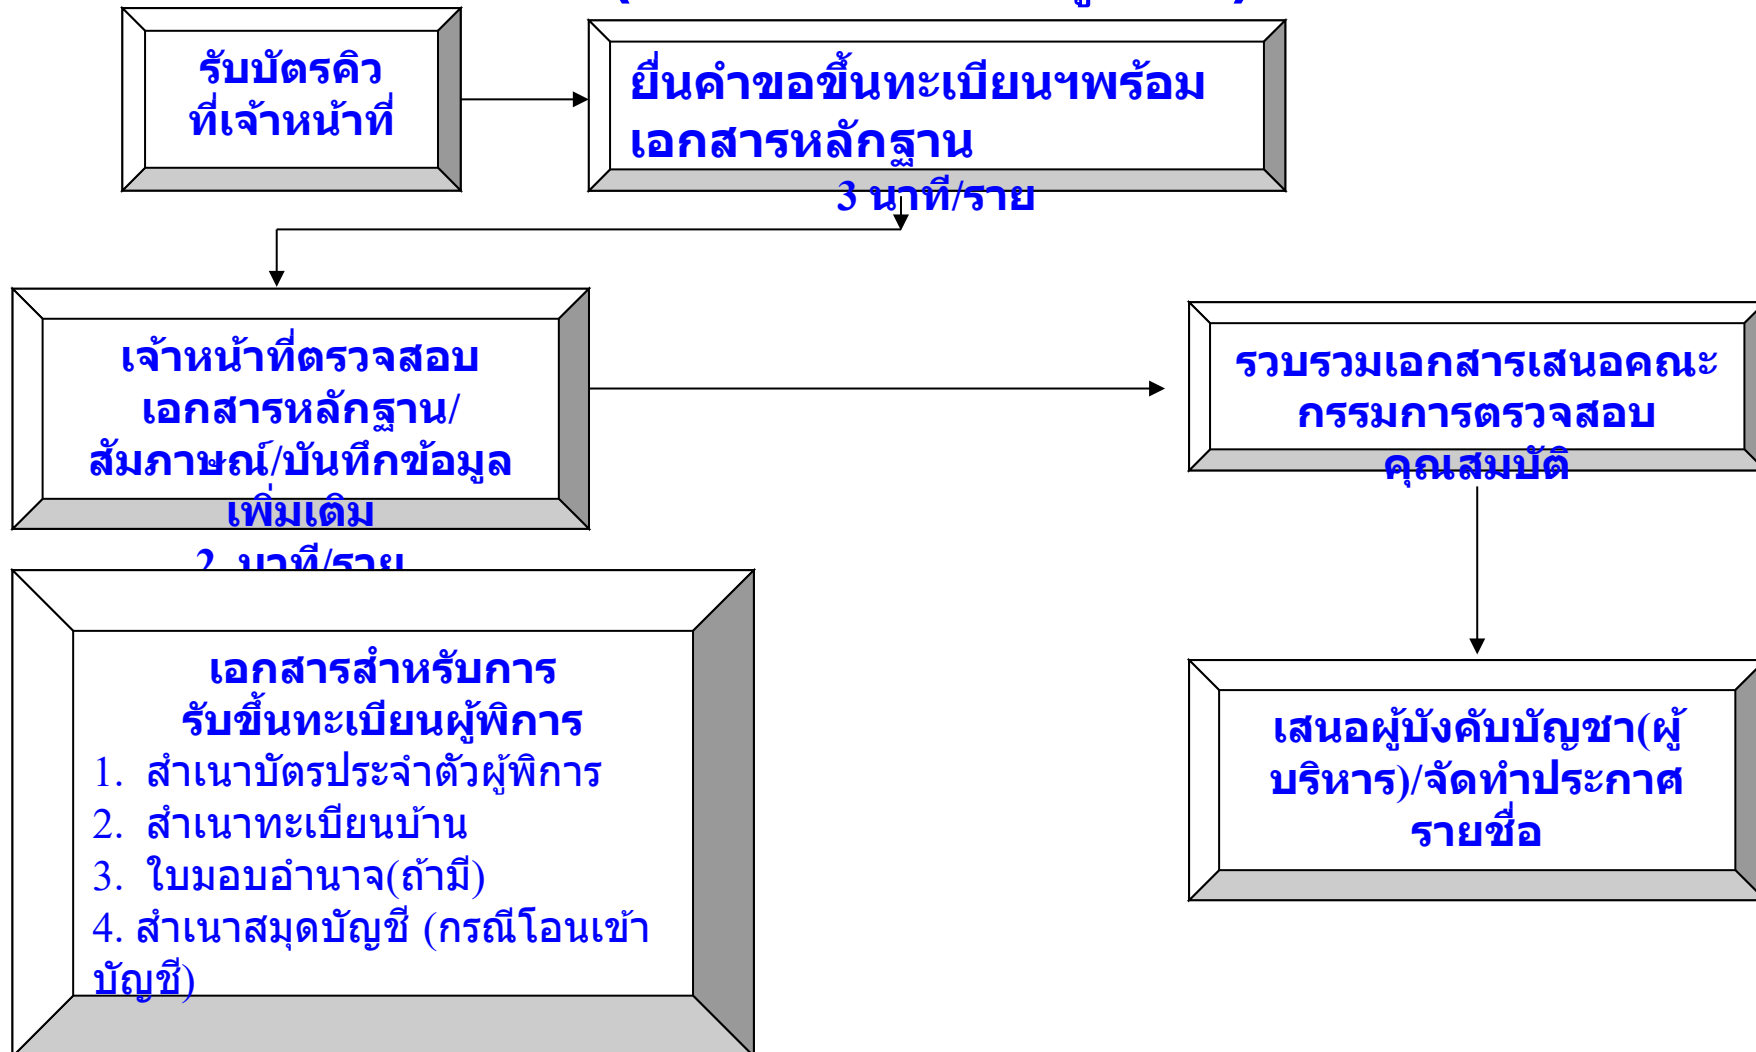 รับบัตรคิว
ที่เจ้าหน้าที่
ยื่นคำขอขึ้นทะเบียนฯพร้อม
เอกสารหลักฐาน
3 นาที/ราย
เจ้าหน้าที่ตรวจสอบ
เอกสารหลักฐาน/
สัมภาษณ์/บันทึกข้อมูล
เพิ่มเติม
2 นาที/ราย
รวบรวมเอกสารเสนอคณะ
กรรมการตรวจสอบ
คุณสมบัติ
เอกสารสำหรับการ
รับขึ้นทะเบียนผู้พิการ
1. สำเนาบัตรประจำตัวผู้พิการ
2. สำเนาทะเบียนบ้าน
3. ใบมอบอำนาจ(ถ้ามี)
4. สำเนาสมุดบัญชี (กรณีโอนเข้า
บัญชี)
เสนอผู้บังคับบัญชา(ผู้
บริหาร)/จัดทำประกาศ
รายชื่อ